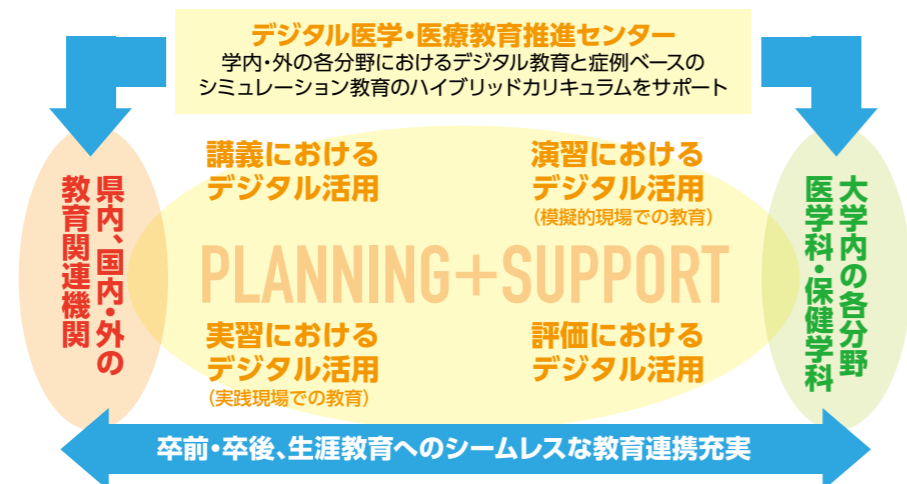 デジタル医学・医療教育推進センター
学内・外の各分野におけるデジタル教育と症例ベースの
シミュレーション教育のハイブリッドカリキュラムをサポート
県内、国内・外の
教育関連機関
講義における
デジタル活用
演習における
デジタル活用
(模擬的現場での教育)
PLANNING+SUPPORT
実習における
デジタル活用
(実践現場での教育)
評価における
デジタル活用
大学内の各分野
医学科・保健学科
卒前・卒後、生涯教育へのシームレスな教育連携充実